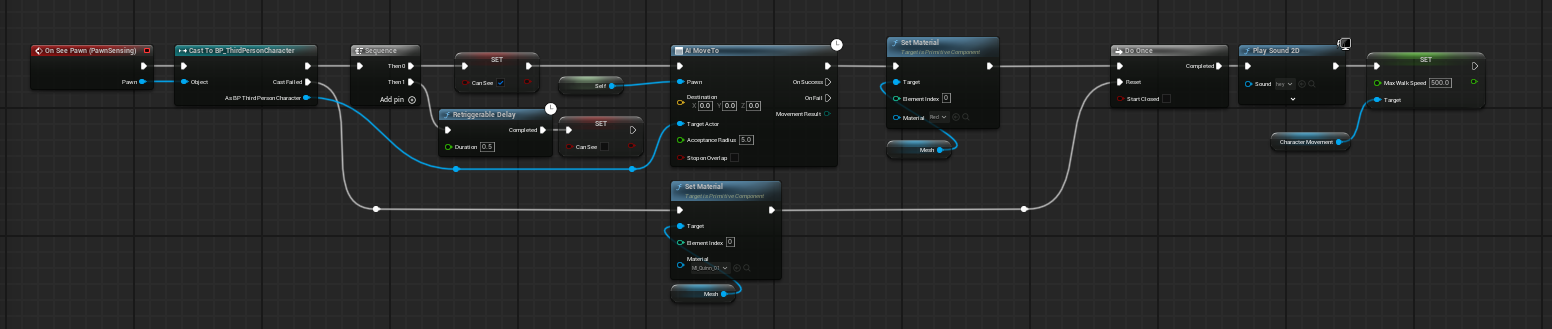 On See Pawn (PawnSensing)
Pawn
Cast To BP_ThirdPersonCharacter
Object
Cast Failed
As BP Third Person Character
Sequence
Then 0
Then 1
Add pin
SET
Can See
Retriggerable Delay
Completed
Duration 0.5
SET
Can See
Self
AI MoveTo
Pawn
On Success
Destination
X 0.0 Y 0.0 Z 0.0
On Fail
Movement Result
Target Actor
Acceptance Radius 5.0
Stop on Overlap
Set Material
Target is Primitive Component
Target
Element Index 0
Material Red
Mesh
Set Material
Target is Primitive Component
Target
Element Index 0
Material
MI_Quinn_01
Mesh
Do Once
Completed
Reset
Start Closed
Play Sound 2D
Sound hey
SET
Max Walk Speed 500.0
Target
Character Movement